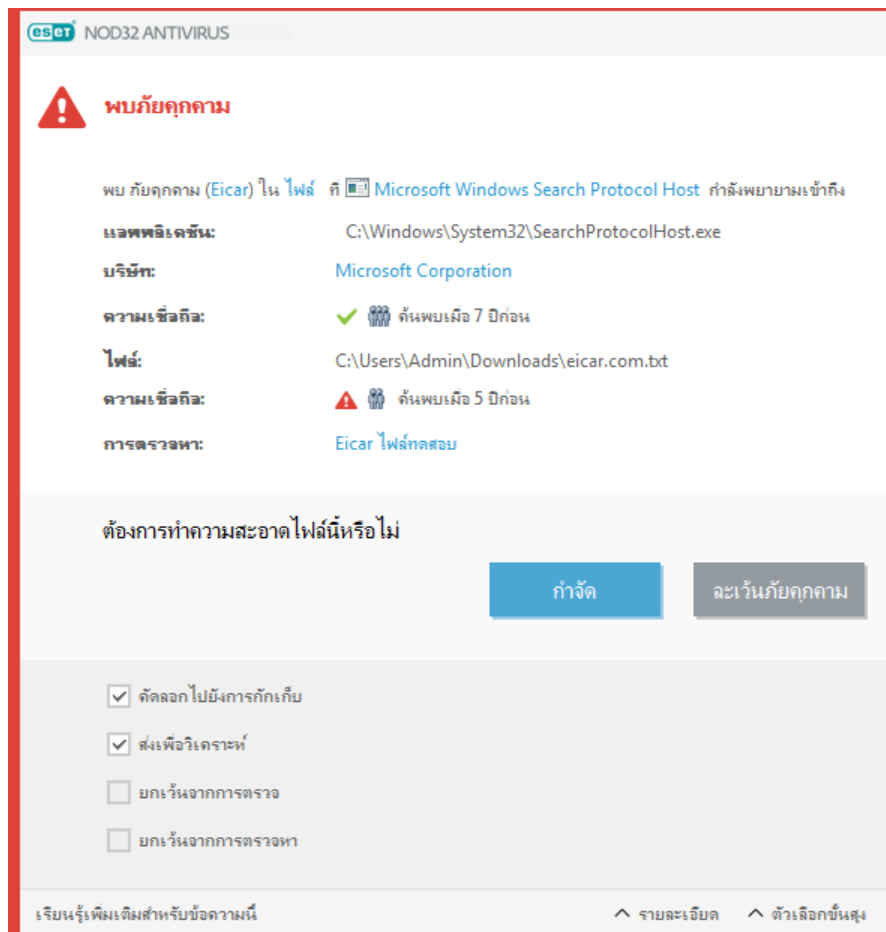 eset NOD32 ANTIVIRUS
พบภัยคุกคาม
พบ ภัยคุกคาม (Eicar) ใน ไฟล์ ที่ Microsoft Windows Search Protocol Host กำลังพยายามเข้าถึง
แอพพลิเคชัน: C:\Windows\System32\SearchProtocolHost.exe
บริษัท: Microsoft Corporation
ความเชื่อถือ: ค้นพบเมื่อ 7 ปีก่อน
ไฟล์: C:\Users\Admin\Downloads\eicar.com.txt
ความเชื่อถือ: ค้นพบเมื่อ 5 ปีก่อน
การตรวจหา: Eicar ไฟล์ทดสอบ
ต้องการทำความสะอาดไฟล์นี้หรือไม่
กำจัด ละเว้นภัยคุกคาม
คัดลอกไปยังการกักเก็บ
ส่งเพื่อวิเคราะห์
ยกเว้นจากการตรวจ
ยกเว้นจากการตรวจหา
เรียนรู้เพิ่มเติมสำหรับข้อความนี้ รายละเอียด ตัวเลือกขั้นสูง